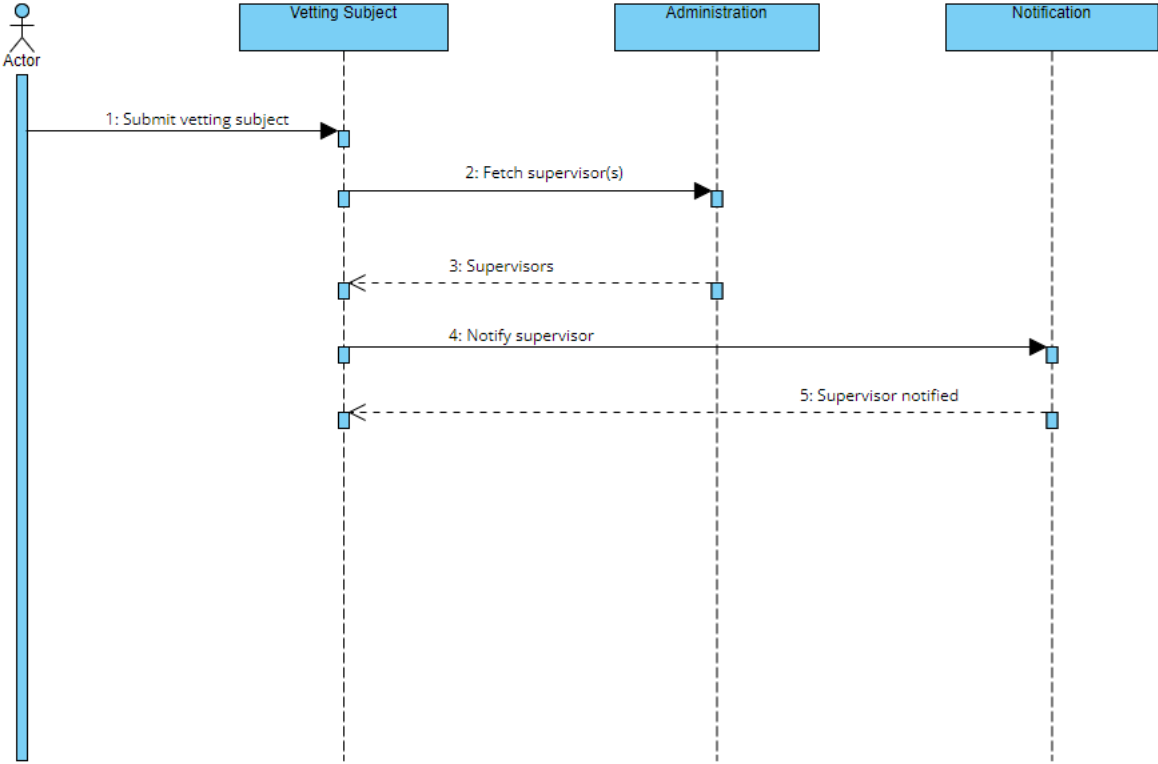 Vetting Subject
Administration
Notification
Actor
1: Submit vetting subject
2: Fetch supervisor(s)
3: Supervisors
4: Notify supervisor
5: Supervisor notified